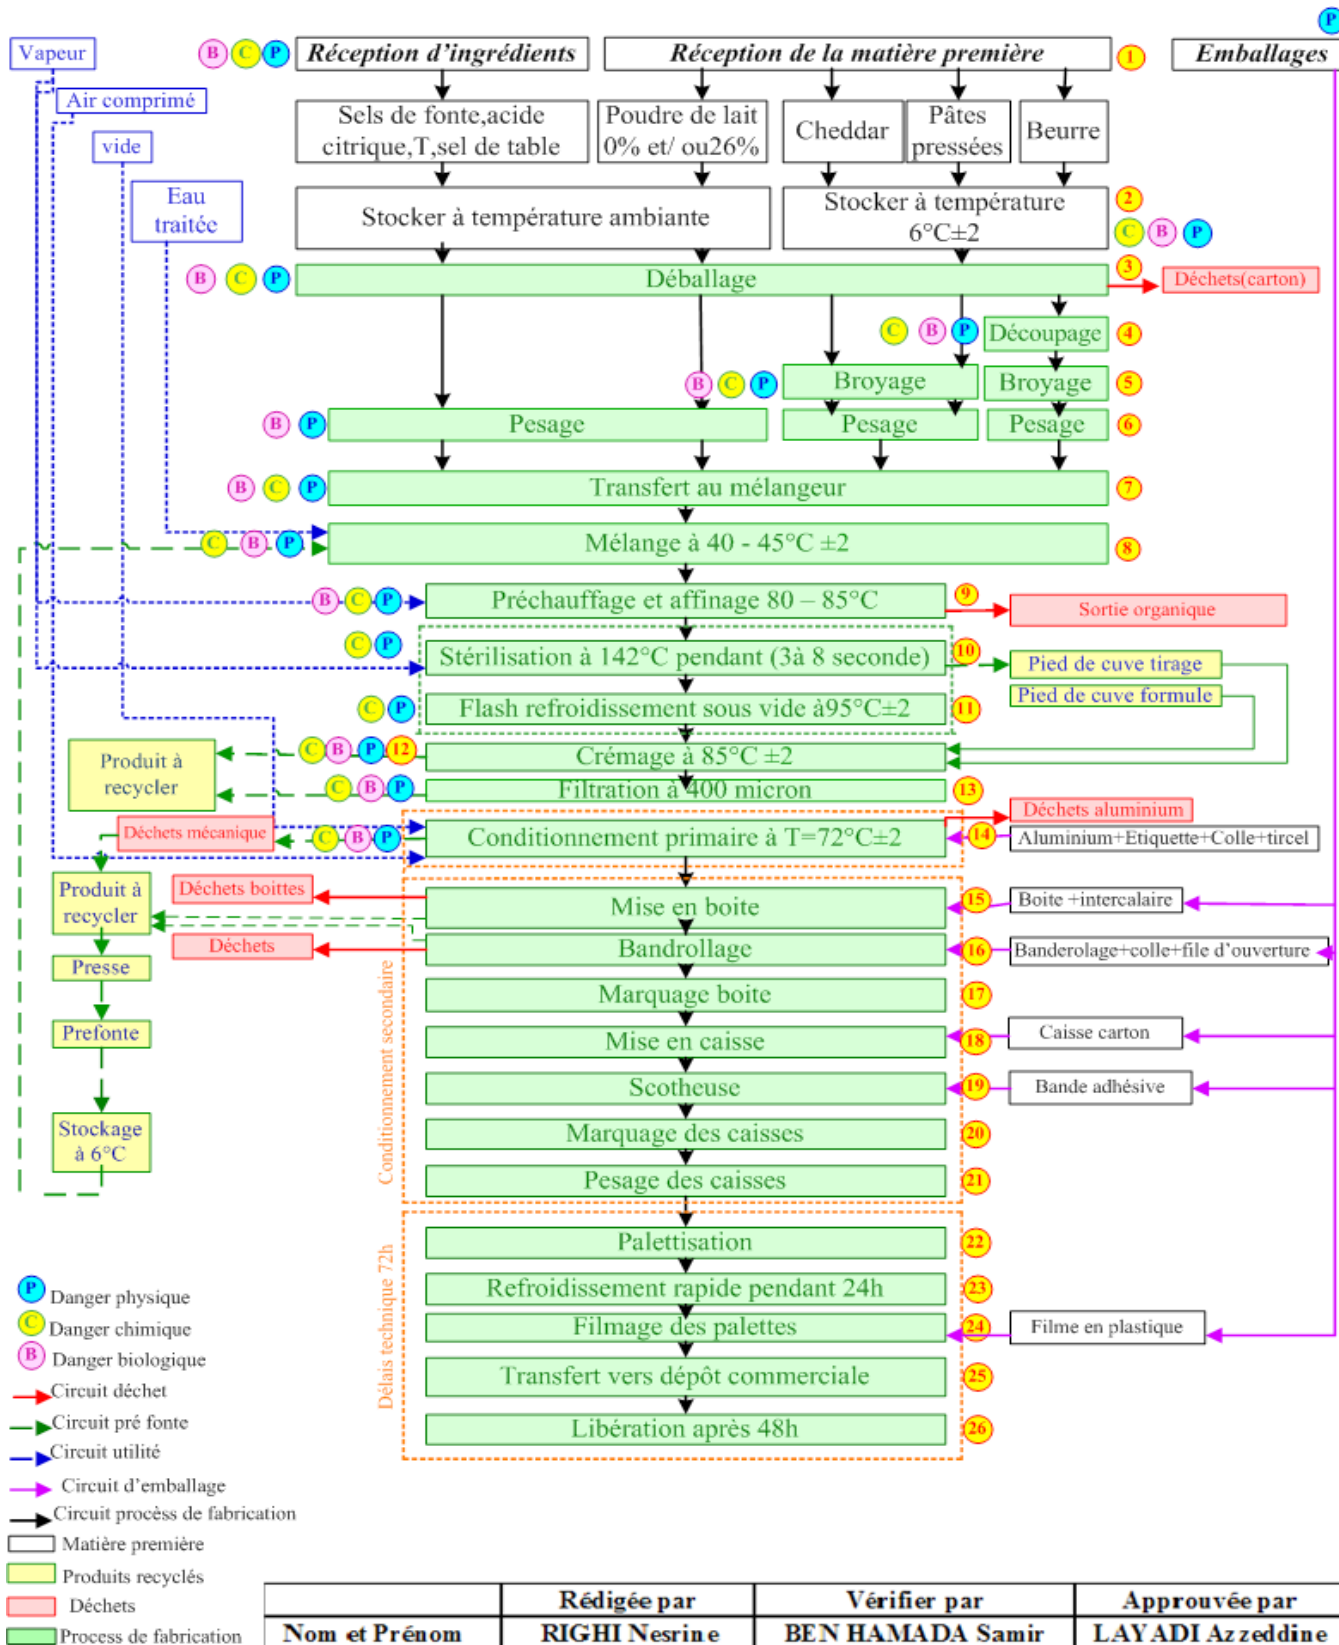 P
Vapeur
B C P
Réception d'ingrédients
Réception de la matière première
1
Emballages
Air comprimé
Sels de fonte,acide
citrique,T,sel de table
Poudre de lait
0% et/ ou26%
Cheddar
Pâtes
pressées
Beurre
vide
Eau
traitée
Stocker à température ambiante
Stocker à température
6°C±2
2
C B P
B C P
Déballage
3
Déchets(carton)
C B P
Découpage
4
B C P
Broyage
Broyage
5
B P
Pesage
Pesage
Pesage
6
B C P
Transfert au mélangeur
7
C B P
Mélange à 40 - 45°C ±2
8
B C P
Préchauffage et affinage 80 – 85°C
9
Sortie organique
C P
Stérilisation à 142°C pendant (3à 8 seconde)
10
Pied de cuve tirage
Pied de cuve formule
C P
Flash refroidissement sous vide à95°C±2
11
Produit à
recycler
C B P 12
Crémage à 85°C ±2
C B P
Filtration à 400 micron
13
Déchets aluminium
Déchets mécanique
C B P
Conditionnement primaire à T=72°C±2
14
Aluminium+Etiquette+Colle+tircel
Produit à
recycler
Déchets boittes
Mise en boite
15
Boite +intercalaire
Déchets
Bandrollage
16
Banderolage+colle+file d'ouverture
Presse
Conditionnement secondaire
Marquage boite
17
Prefonte
Mise en caisse
18
Caisse carton
Scotheuse
19
Bande adhésive
Stockage
à 6°C
Marquage des caisses
20
Pesage des caisses
21
Délais technique 72h
Palettisation
22
Refroidissement rapide pendant 24h
23
Filmage des palettes
24
Filme en plastique
Transfert vers dépôt commerciale
25
Libération après 48h
26
P Danger physique
C Danger chimique
B Danger biologique
Circuit déchet
Circuit pré fonte
Circuit utilité
Circuit d'emballage
Circuit procèss de fabrication
Matière première
Produits recyclés
Déchets
Process de fabrication
Rédigée par Vérifier par Approuvée par
Nom et Prénom RIGHI Nesrine BEN HAMADA Samir LAYADI Azzeddine